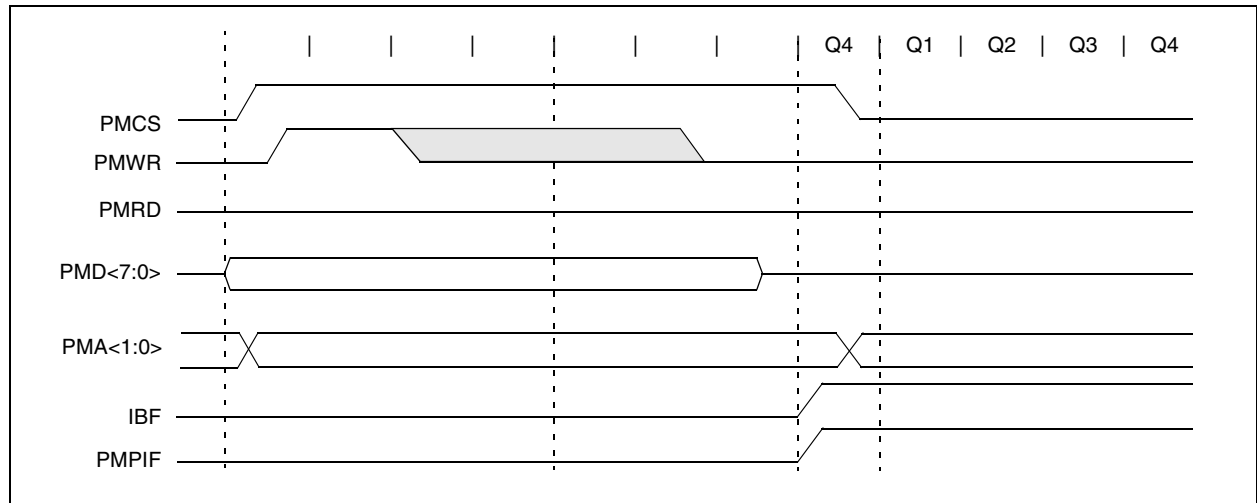 | | | | | | | Q4 | Q1 | Q2 | Q3 | Q4
PMCS
PMWR
PMRD
PMD<7:0>
PMA<1:0>
IBF
PMPIF